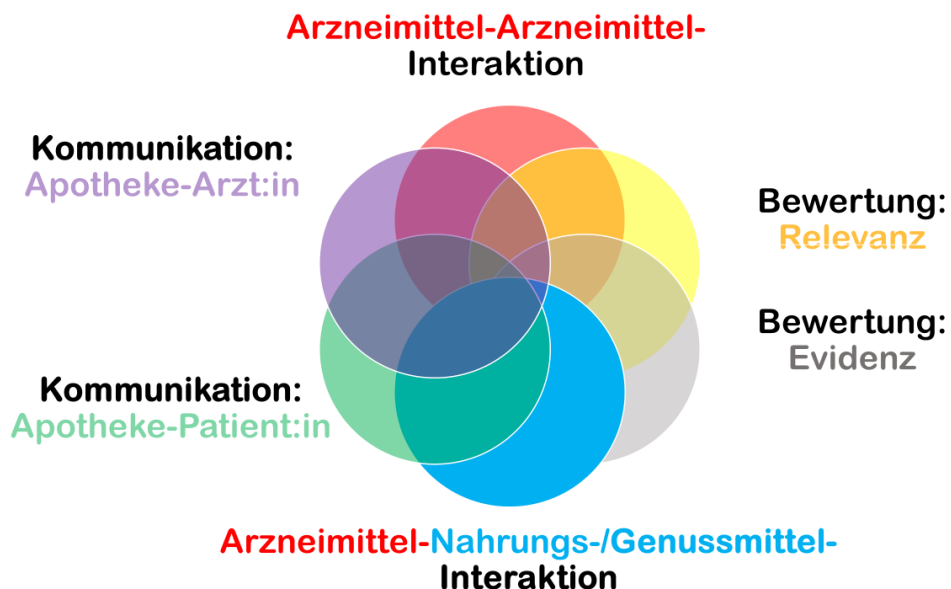 Arzneimittel-Arzneimittel-
Interaktion
Kommunikation:
Apotheke-Arzt:in
Bewertung:
Relevanz
Bewertung:
Evidenz
Kommunikation:
Apotheke-Patient:in
Arzneimittel-Nahrungs-/Genussmittel-
Interaktion